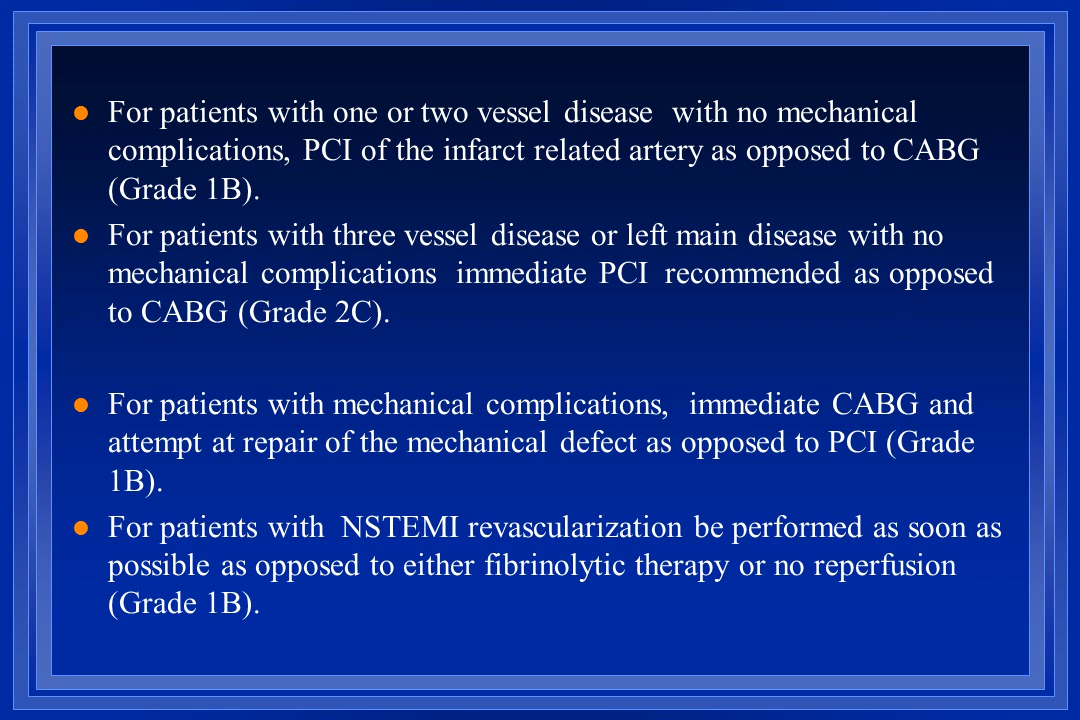 For patients with one or two vessel disease with no mechanical
complications, PCI of the infarct related artery as opposed to CABG
(Grade 1B).
For patients with three vessel disease or left main disease with no
mechanical complications immediate PCI recommended as opposed
to CABG (Grade 2C).
For patients with mechanical complications, immediate CABG and
attempt at repair of the mechanical defect as opposed to PCI (Grade
1B).
For patients with NSTEMI revascularization be performed as soon as
possible as opposed to either fibrinolytic therapy or no reperfusion
(Grade 1B).